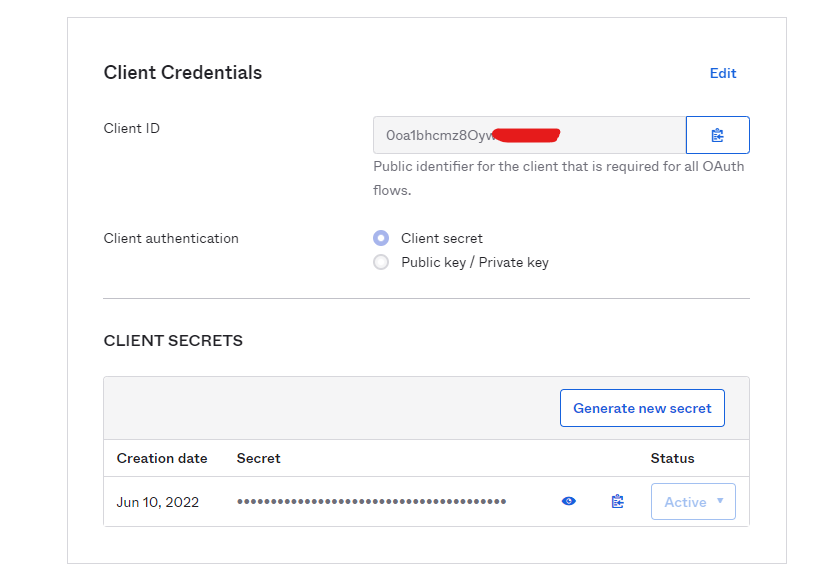 Client Credentials
Edit
Client ID
0oa1bhcmz8Oyw
Public identifier for the client that is required for all OAuth
flows.
Client authentication
Client secret
Public key / Private key
CLIENT SECRETS
Generate new secret
Creation date Secret Status
Jun 10, 2022 •••••••••••••••••••••••••••••••••••••••• Active